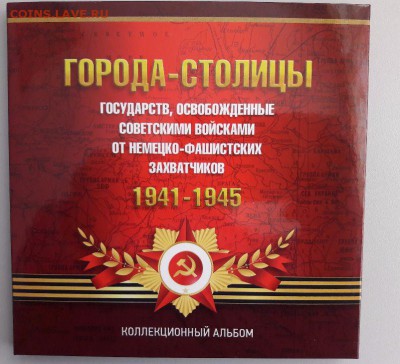 COINS.LAVE.RU
ГОРОДА-СТОЛИЦЫ
ГОСУДАРСТВ, ОСВОБОЖДЕННЫЕ
СОВЕТСКИМИ ВОЙСКАМИ
ОТ НЕМЕЦКО-ФАШИСТСКИХ
ЗАХВАТЧИКОВ
1941-1945
КОЛЛЕКЦИОННЫЙ АЛЬБОМ